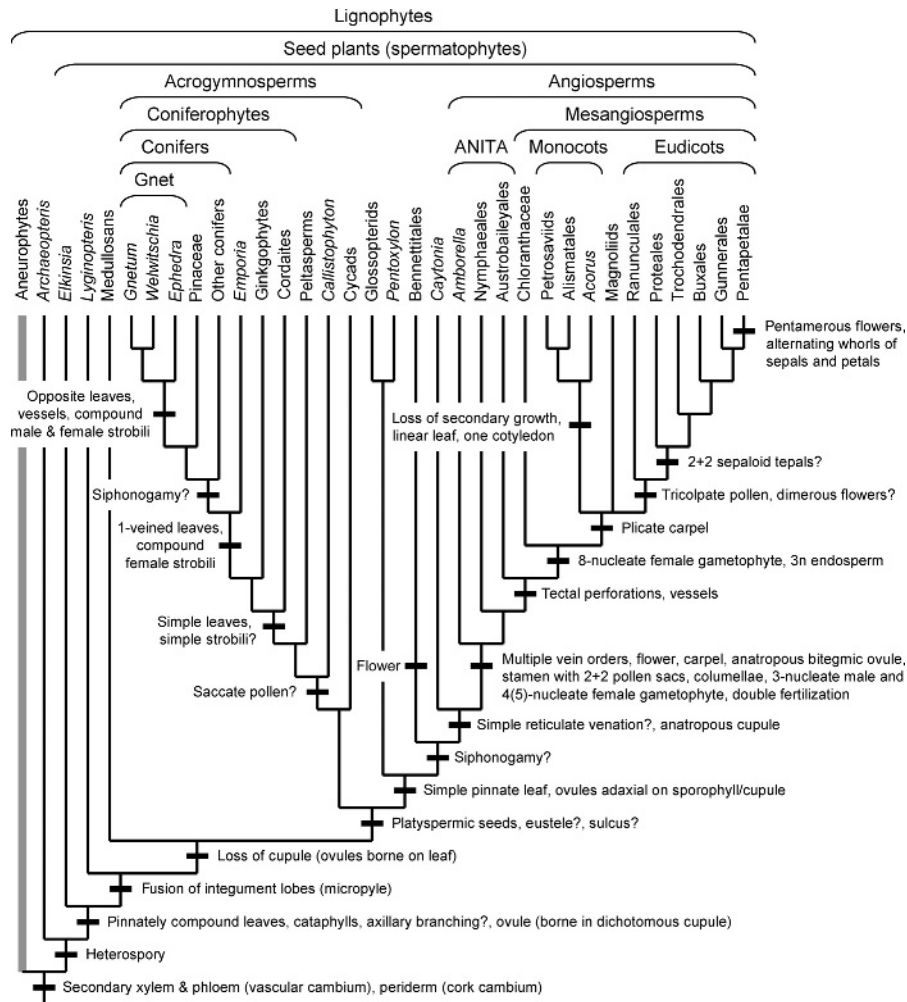 Lignophytes
Seed plants (spermatophytes)
Acrogymnosperms
Angiosperms
Coniferophytes
Mesangiosperms
Conifers
ANITA
Monocots
Eudicots
Gnet
Aneurophytes
Archaeopteris
Elkinsia
Lyginopteris
Medullosans
Gnetum
Welwitschia
Ephedra
Pinaceae
Other conifers
Emporia
Ginkgophytes
Cordaites
Peltasperms
Callistophyton
Cycads
Glossopterids
Pentoxylon
Bennettitales
Caytonia
Amborella
Nymphaeales
Austrobaileyales
Chloranthaceae
Petrosaviids
Alismatales
Acorus
Magnoliids
Ranunculales
Proteales
Trochodendrales
Buxales
Gunnerales
Pentapetalae
Pentamerous flowers,
alternating whorls of
sepals and petals
Opposite leaves,
vessels, compound
male & female strobili
Loss of secondary growth,
linear leaf, one cotyledon
2+2 sepaloid tepals?
Siphonogamy?
Tricolpate pollen, dimerous flowers?
1-veined leaves,
compound
female strobili
Plicate carpel
8-nucleate female gametophyte, 3n endosperm
Tectal perforations, vessels
Simple leaves,
simple strobili?
Flower
Multiple vein orders, flower, carpel, anatropous bitegmic ovule,
stamen with 2+2 pollen sacs, columellae, 3-nucleate male and
4(5)-nucleate female gametophyte, double fertilization
Saccate pollen?
Simple reticulate venation?, anatropous cupule
Siphonogamy?
Simple pinnate leaf, ovules adaxial on sporophyll/cupule
Platyspermic seeds, eustele?, sulcus?
Loss of cupule (ovules borne on leaf)
Fusion of integument lobes (micropyle)
Pinnately compound leaves, cataphylls, axillary branching?, ovule (borne in dichotomous cupule)
Heterospory
Secondary xylem & phloem (vascular cambium), periderm (cork cambium)